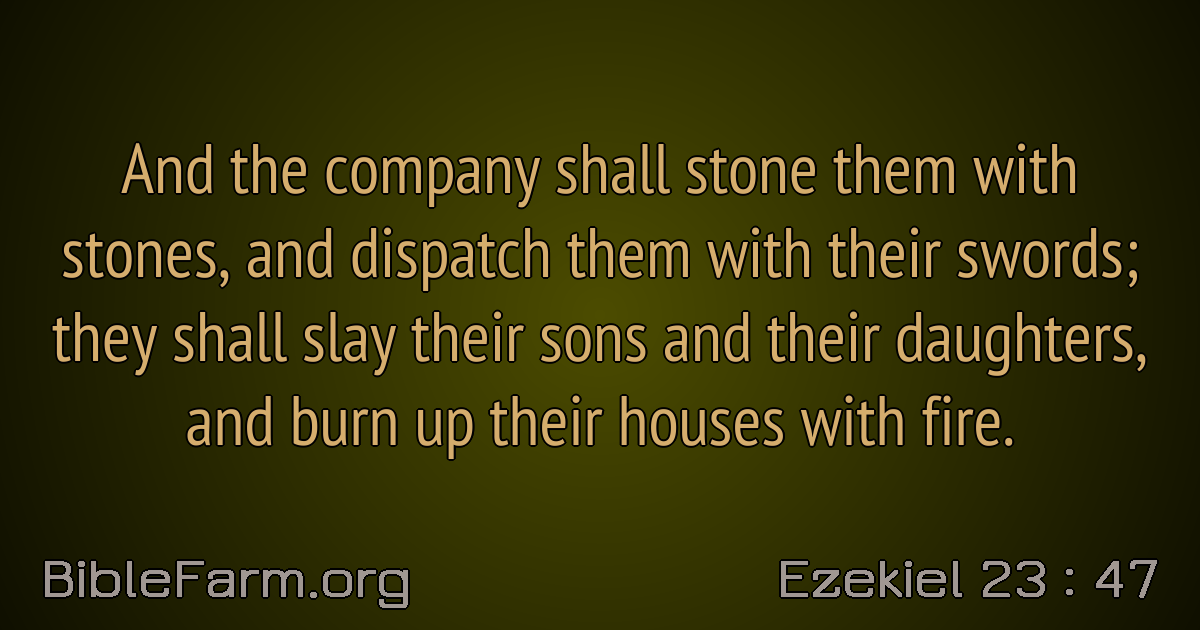 And the company shall stone them with
stones, and dispatch them with their swords;
they shall slay their sons and their daughters,
and burn up their houses with fire.
BibleFarm.org
Ezekiel 23 : 47